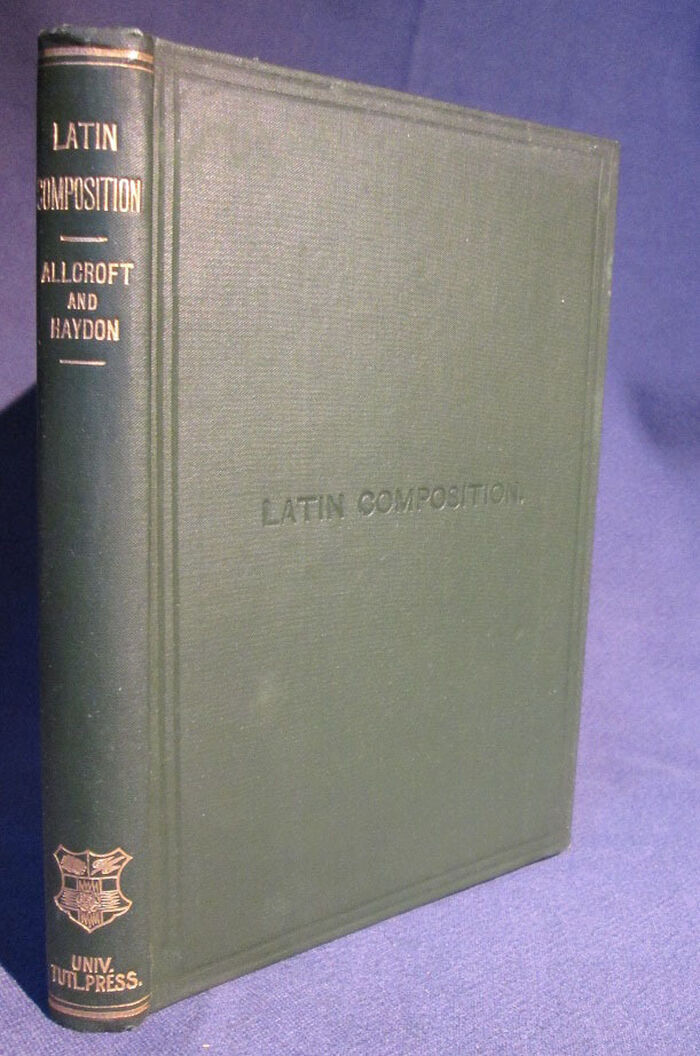 LATIN
COMPOSITION
ALLCROFT
AND
HAYDON
UNIV.
TUTL. PRESS.
LATIN COMPOSITION.